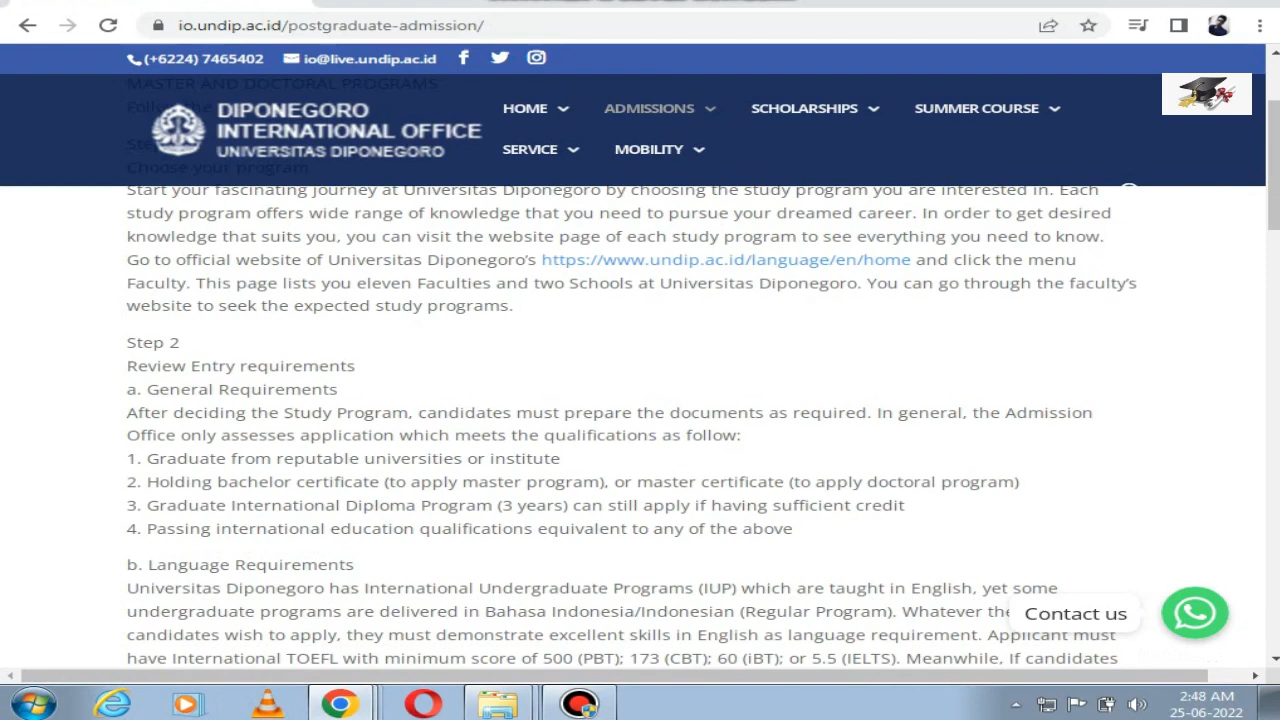 io.undip.ac.id/postgraduate-admission/
(+6224) 7465402 io@live.undip.ac.id
MASTER AND DOCTORAL PROGRAMS
DIPONEGORO
INTERNATIONAL OFFICE
UNIVERSITAS DIPONEGORO
HOME ADMISSIONS SCHOLARSHIPS SUMMER COURSE
SERVICE MOBILITY
Choose your program
Start your fascinating journey at Universitas Diponegoro by choosing the study program you are interested in. Each
study program offers wide range of knowledge that you need to pursue your dreamed career. In order to get desired
knowledge that suits you, you can visit the website page of each study program to see everything you need to know.
Go to official website of Universitas Diponegoro's https://www.undip.ac.id/language/en/home and click the menu
Faculty. This page lists you eleven Faculties and two Schools at Universitas Diponegoro. You can go through the faculty's
website to seek the expected study programs.
Step 2
Review Entry requirements
a. General Requirements
After deciding the Study Program, candidates must prepare the documents as required. In general, the Admission
Office only assesses application which meets the qualifications as follow:
1. Graduate from reputable universities or institute
2. Holding bachelor certificate (to apply master program), or master certificate (to apply doctoral program)
3. Graduate International Diploma Program (3 years) can still apply if having sufficient credit
4. Passing international education qualifications equivalent to any of the above
b. Language Requirements
Universitas Diponegoro has International Undergraduate Programs (IUP) which are taught in English, yet some
undergraduate programs are delivered in Bahasa Indonesia/Indonesian (Regular Program). Whatever the
Contact us
candidates wish to apply, they must demonstrate excellent skills in English as language requirement. Applicant must
have International TOEFL with minimum score of 500 (PBT); 173 (CBT); 60 (iBT); or 5.5 (IELTS). Meanwhile, If candidates
2:48 AM
25-06-2022